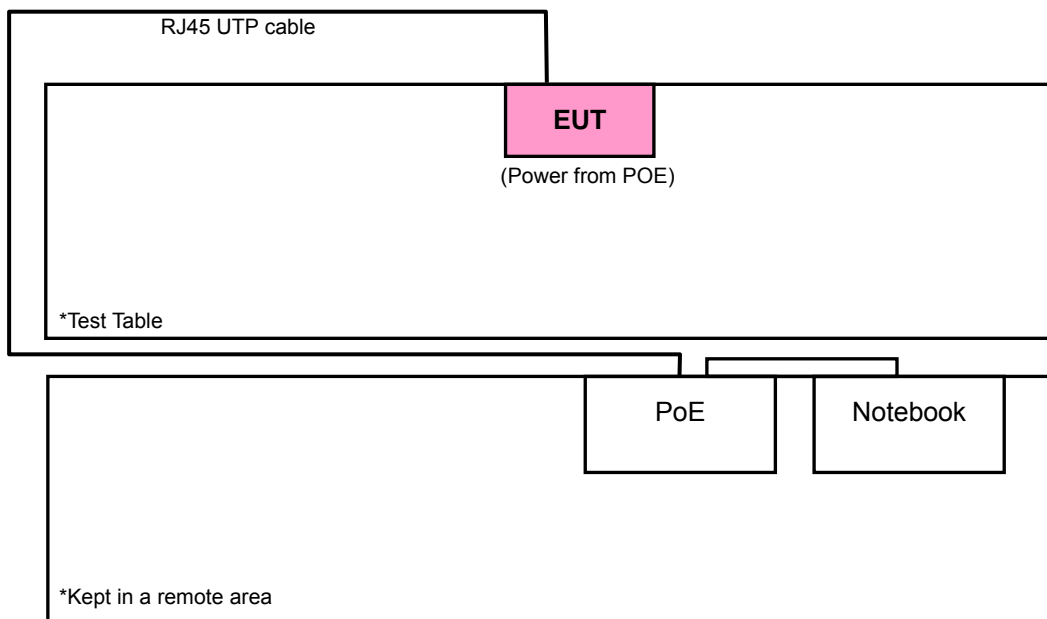 RJ45 UTP cable
EUT
(Power from POE)
*Test Table
PoE
Notebook
*Kept in a remote area